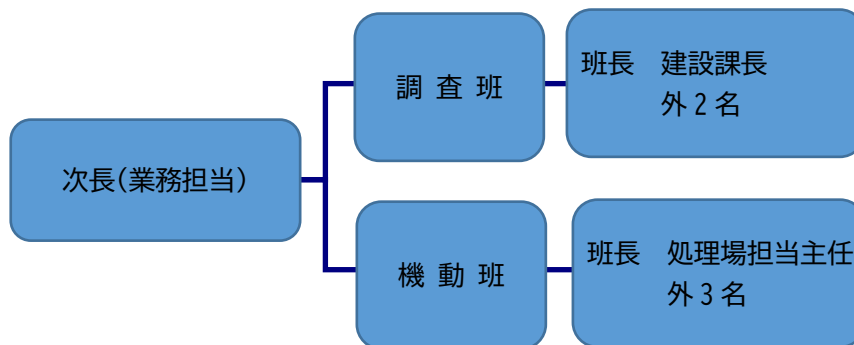 調 査 班
班長　建設課長
外２名
次長(業務担当)
機 動 班
班長　処理場担当主任
外３名